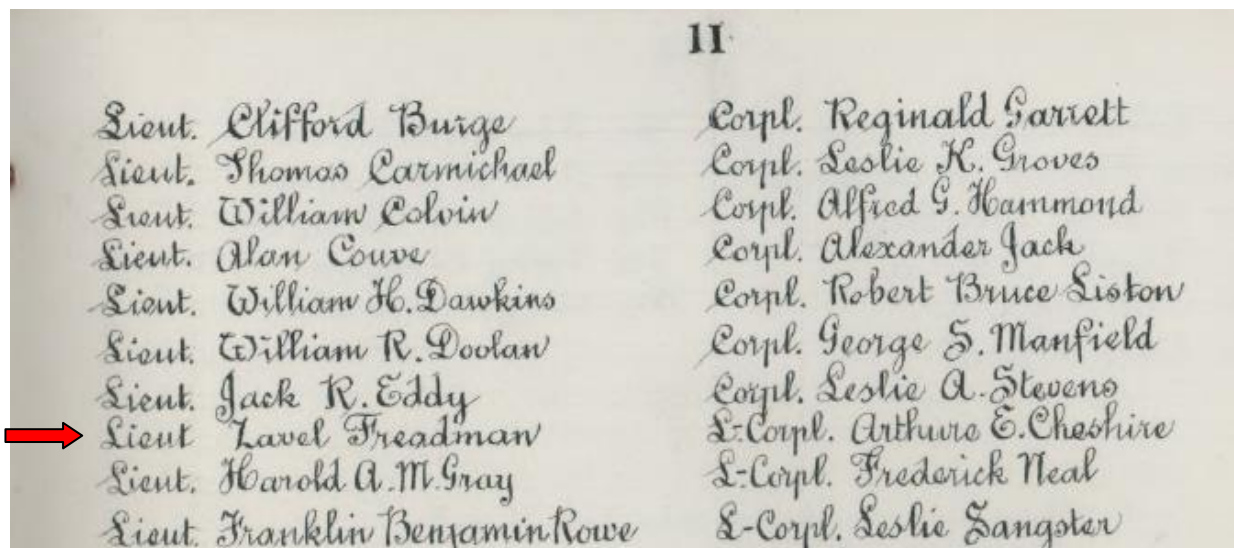 11
Lieut. Clifford Burge
Lieut. Thomas Carmichael
Lieut. William Colvin
Lieut. Alan Couve
Lieut. William H. Dawkins
Lieut. William R. Doolan
Lieut. Jack R. Eddy
Lieut Zavel Freadman
Lieut. Harold A. M. Gray
Lieut. Franklin Benjamin Rowe
Corpl. Reginald Garrett
Corpl. Leslie K. Groves
Corpl. Alfred G. Hammond
Corpl. Alexander Jack
Corpl. Robert Bruce Liston
Corpl. George S. Manfield
Corpl. Leslie A. Stevens
L-Corpl. Arthure E. Cheshire
L-Corpl. Frederick Neal
L-Corpl. Leslie Sangster